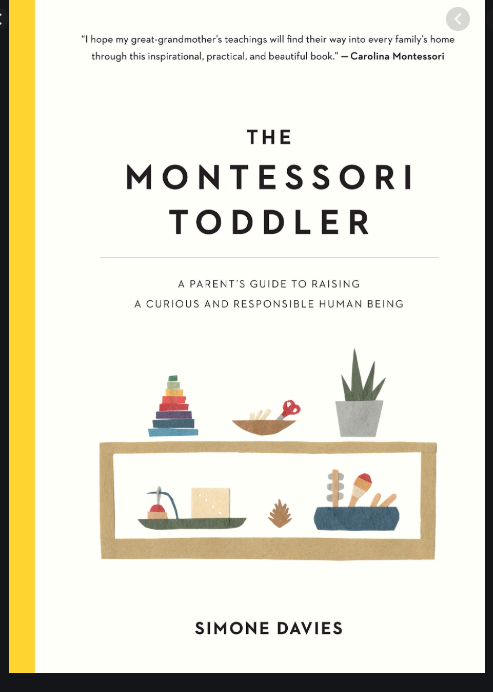 “I hope my great-grandmother’s teachings will find their way into every family’s home
through this inspirational, practical, and beautiful book.” — Carolina Montessori
THE
MONTESSORI
TODDLER
A PARENT’S GUIDE TO RAISING
A CURIOUS AND RESPONSIBLE HUMAN BEING
SIMONE DAVIES